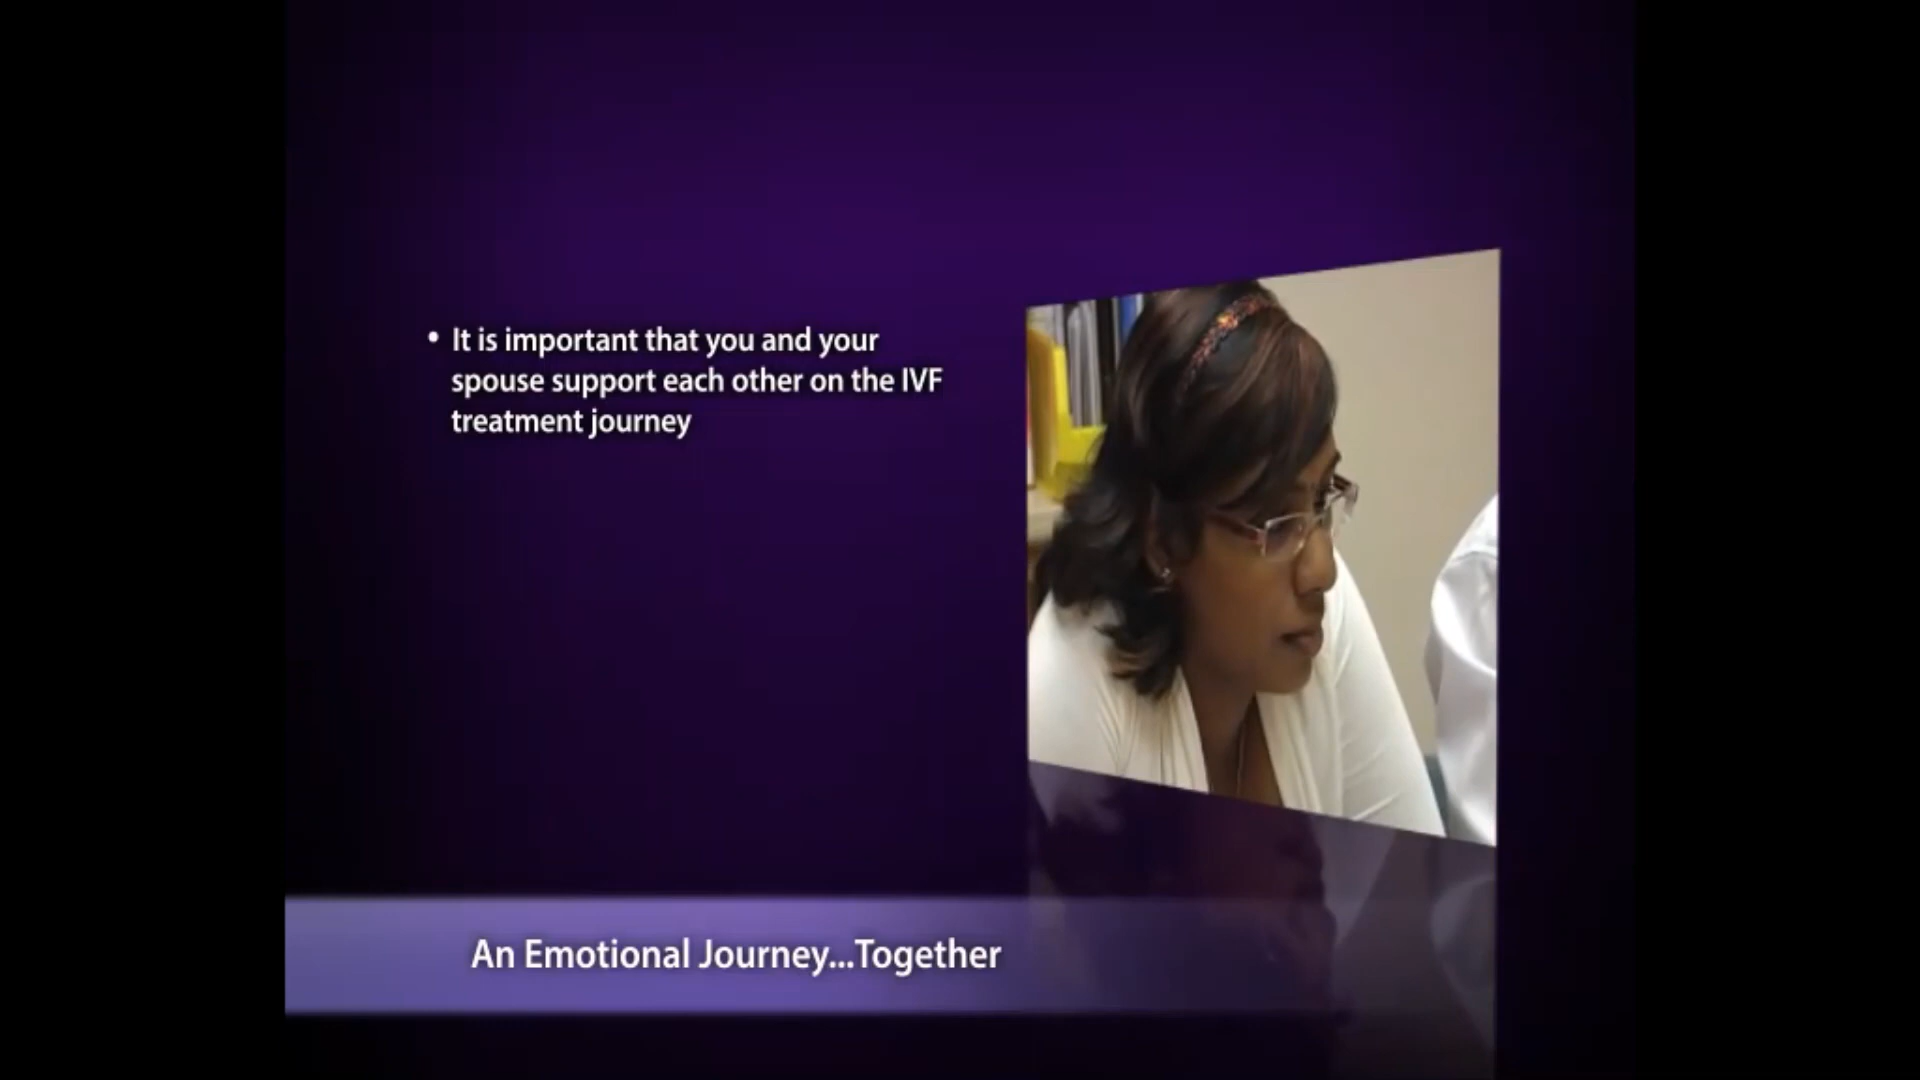 • It is important that you and your
spouse support each other on the IVF
treatment journey
An Emotional Journey...Together